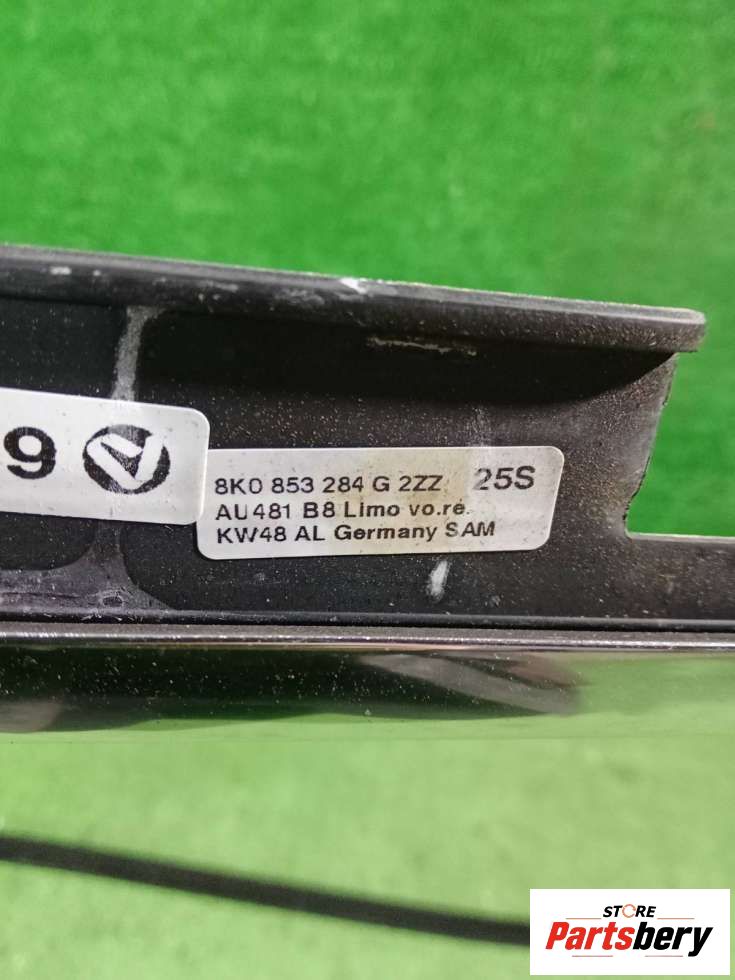 9
8K0 853 284 G 2ZZ 25S
AU481 B8 Limo vo.re.
KW48 AL Germany SAM
STORE
Partsbery